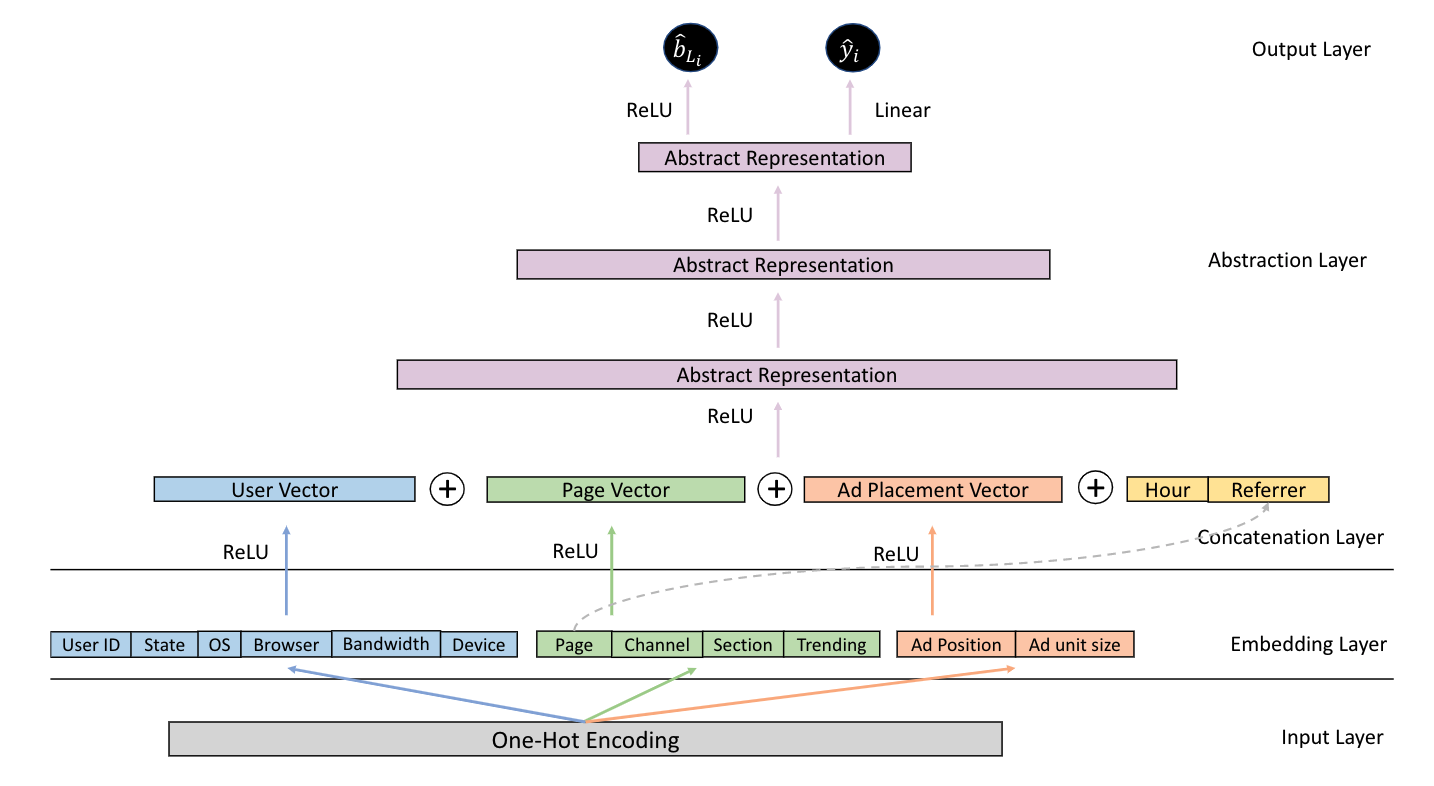 b̂_{L_i} ŷ_i Output Layer
ReLU Linear
Abstract Representation
ReLU
Abstract Representation Abstraction Layer
ReLU
Abstract Representation
ReLU
User Vector + Page Vector + Ad Placement Vector + Hour Referrer
Concatenation Layer
ReLU ReLU ReLU
User ID State OS Browser Bandwidth Device Page Channel Section Trending Ad Position Ad unit size Embedding Layer
One-Hot Encoding Input Layer